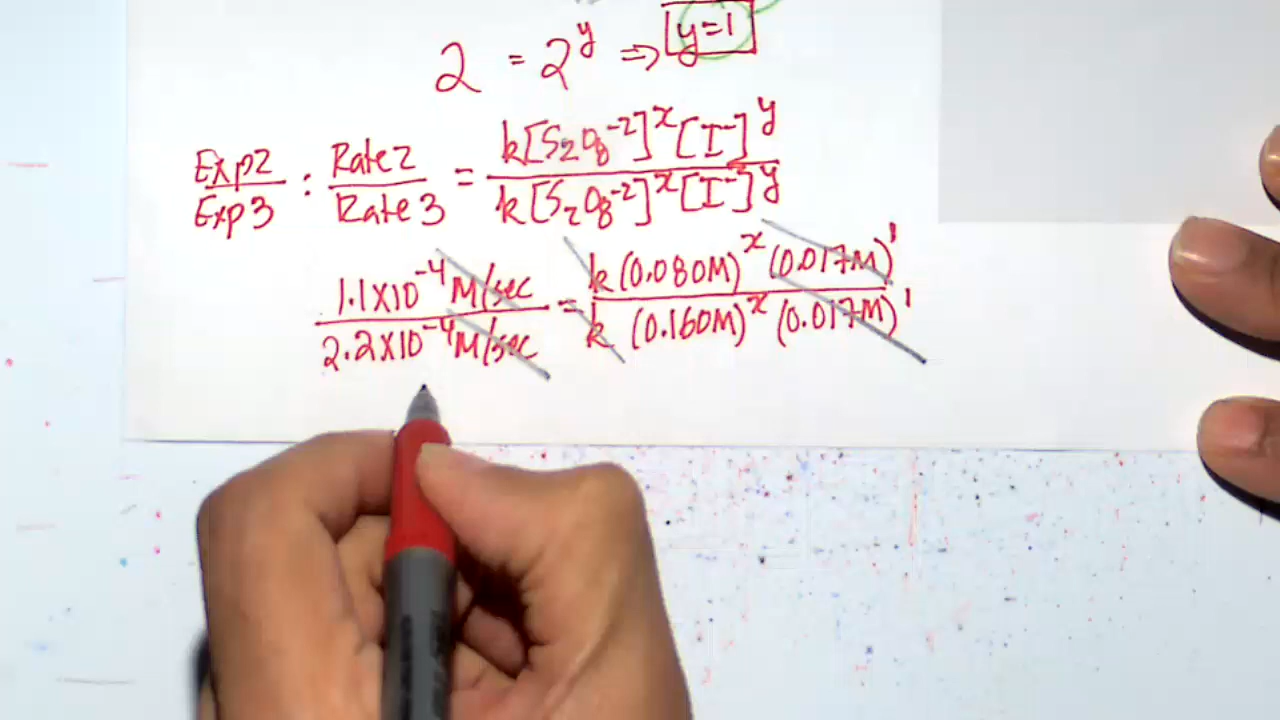 2 = 2^y ⇒ y=1
Exp2/Exp3 : Rate2/Rate3 = k[S₂O₈⁻²]^x [I⁻]^y / k[S₂O₈⁻²]^x [I⁻]^y
1.1x10⁻⁴ M/sec / 2.2x10⁻⁴ M/sec = k(0.080M)^x (0.017M)¹ / k (0.160M)^x (0.017M)¹